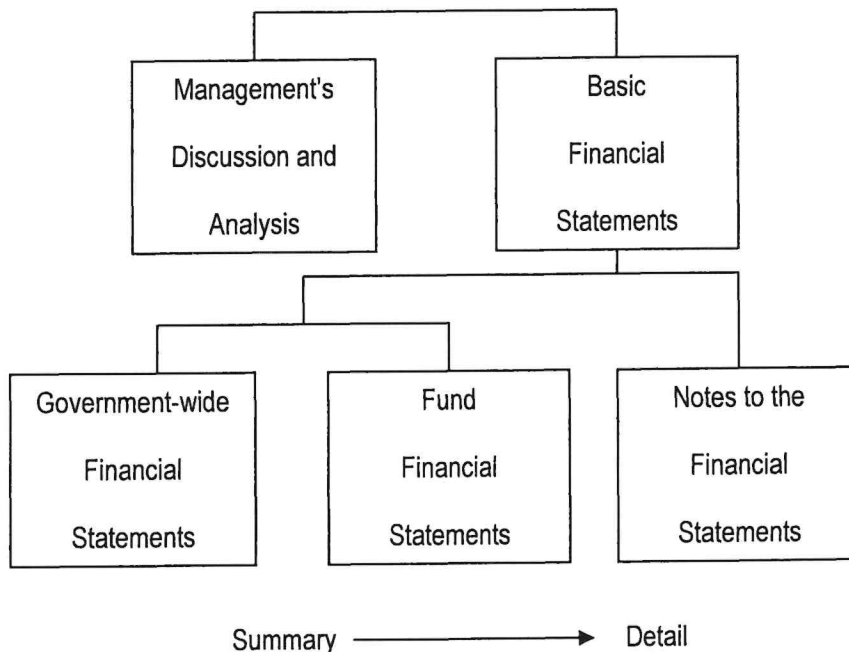 Management's
Discussion and
Analysis
Basic
Financial
Statements
Government-wide
Financial
Statements
Fund
Financial
Statements
Notes to the
Financial
Statements
Summary
Detail